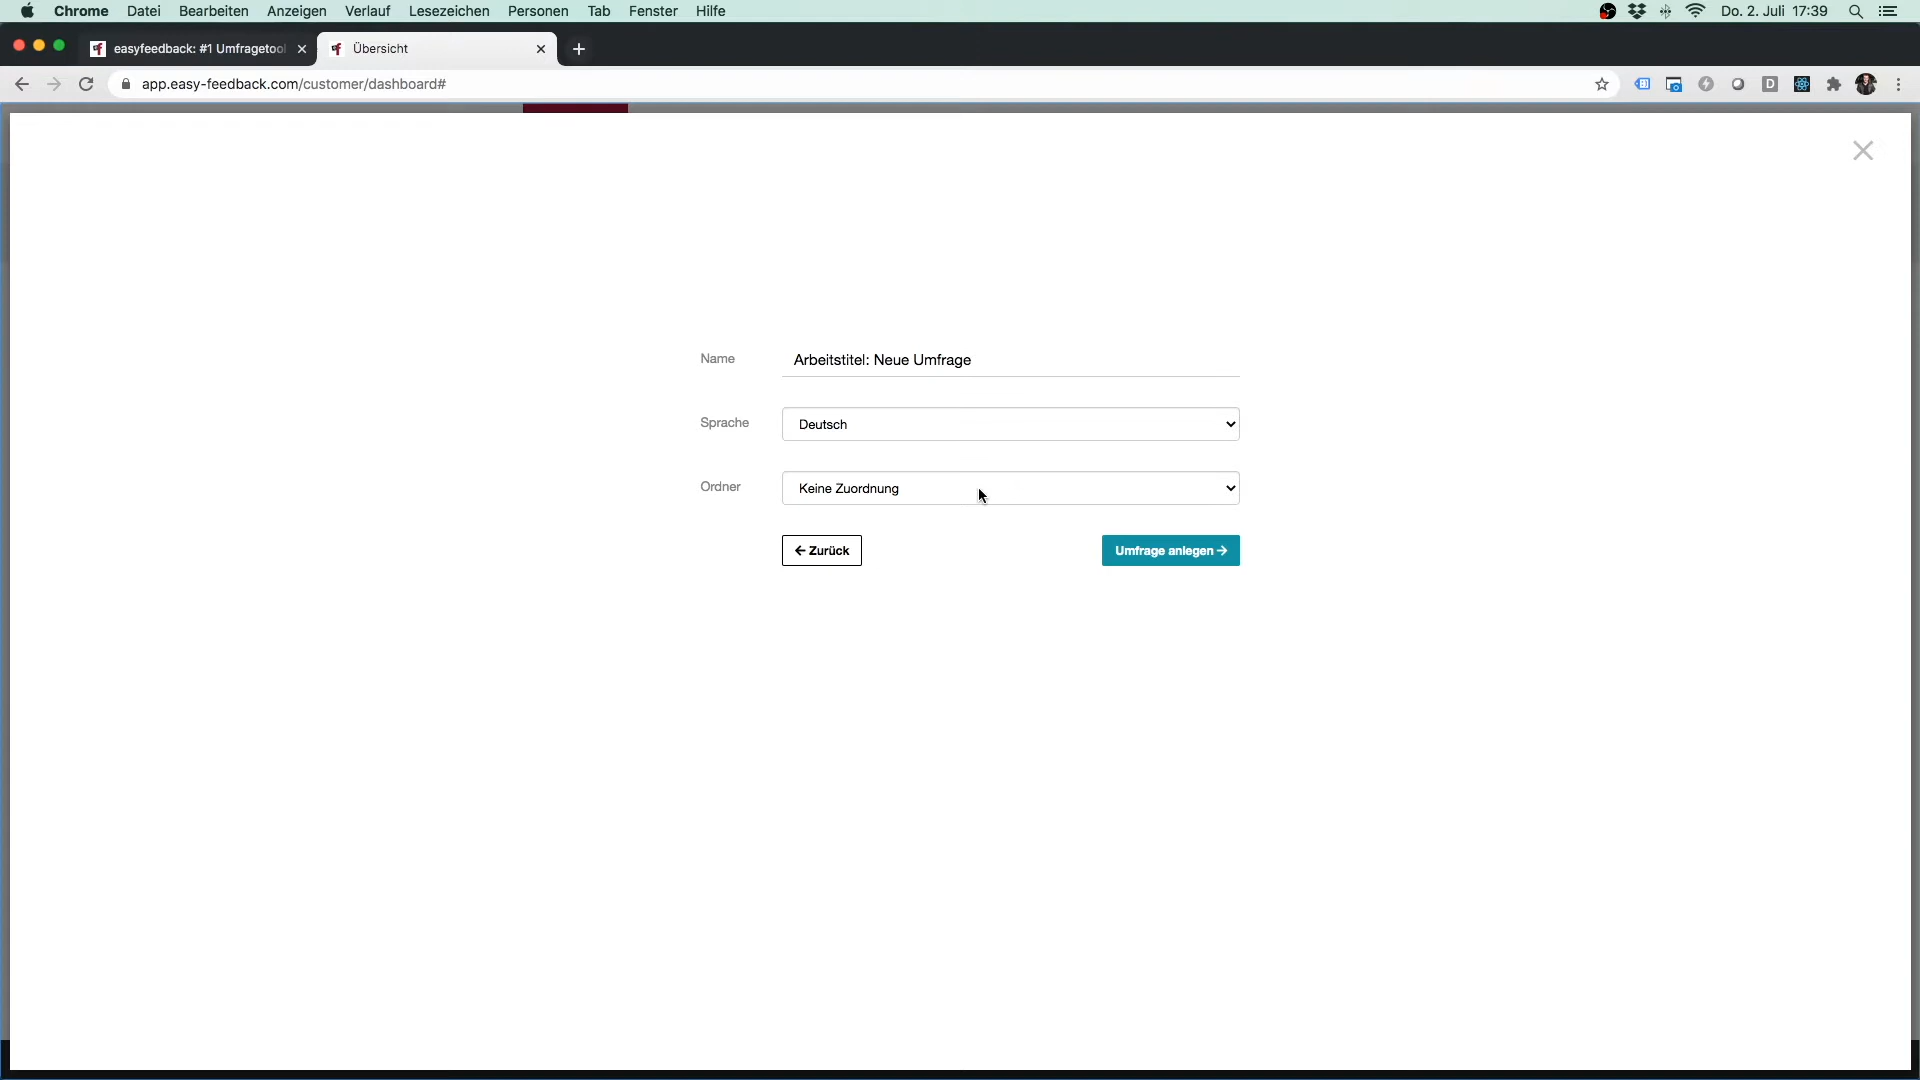 Chrome Datei Bearbeiten Anzeigen Verlauf Lesezeichen Personen Tab Fenster Hilfe Do. 2. Juli 17:39
easyfeedback: #1 Umfragetool Übersicht
app.easy-feedback.com/customer/dashboard#
Name Arbeitstitel: Neue Umfrage
Sprache Deutsch
Ordner Keine Zuordnung
← Zurück Umfrage anlegen →